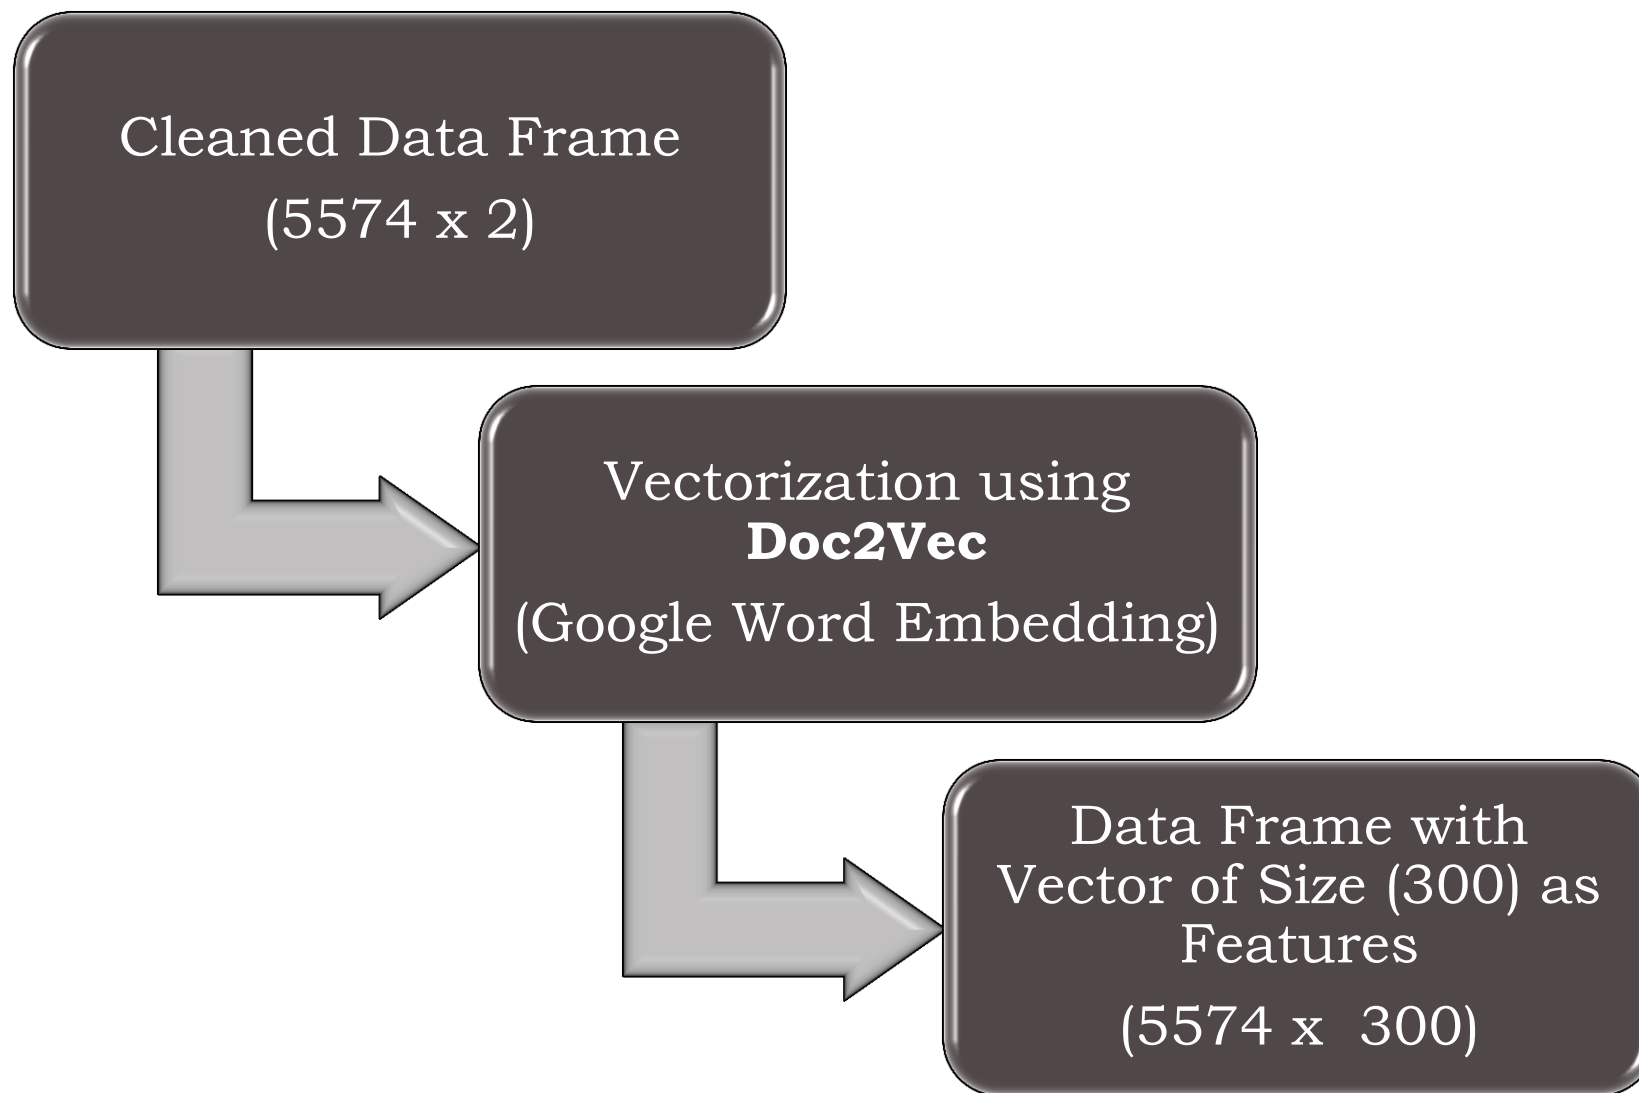 Cleaned Data Frame
(5574 x 2)
Vectorization using
Doc2Vec
(Google Word Embedding)
Data Frame with
Vector of Size (300) as
Features
(5574 x  300)